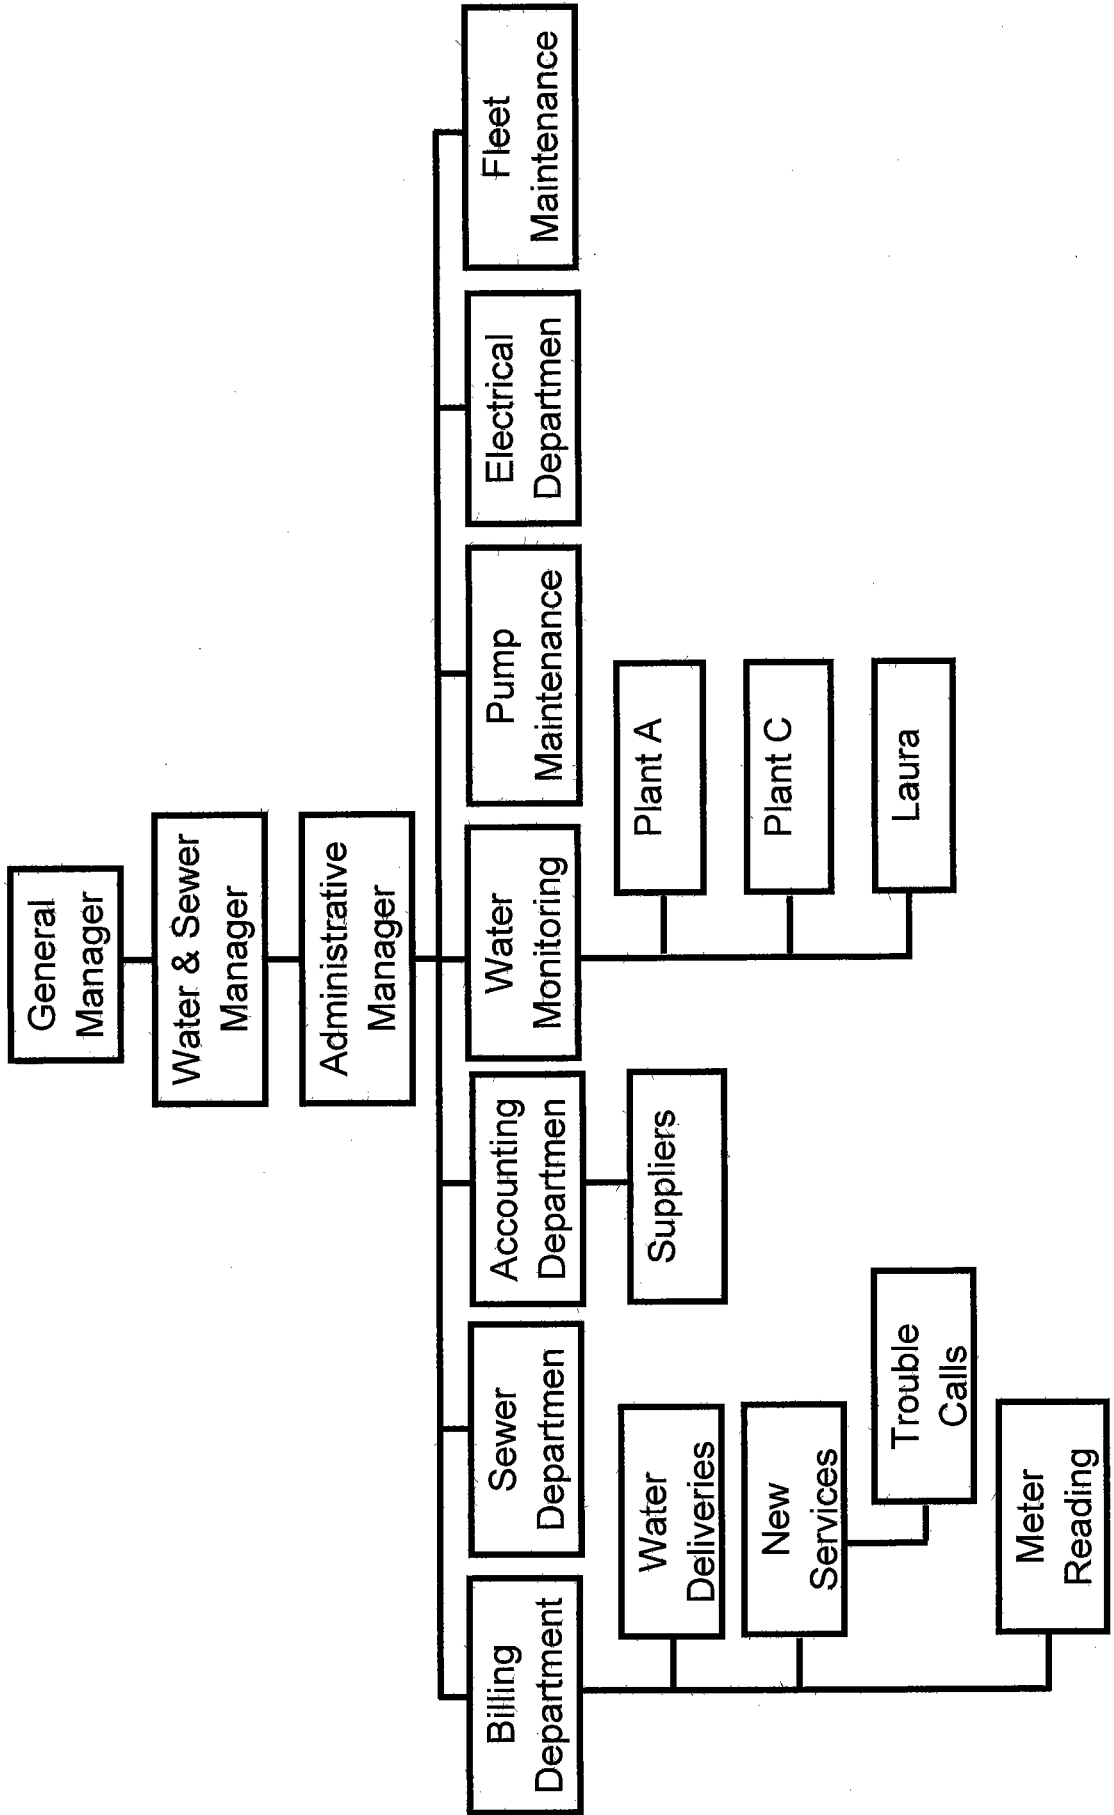 General
Manager
Water & Sewer
Manager
Administrative
Manager
Billing
Department
Sewer
Departmen
Accounting
Departmen
Water
Monitoring
Pump
Maintenance
Electrical
Departmen
Fleet
Maintenance
Water
Deliveries
New
Services
Trouble
Calls
Meter
Reading
Suppliers
Plant A
Plant C
Laura